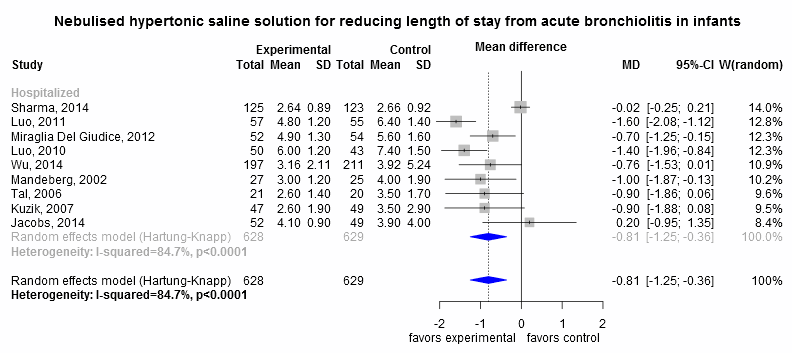 Nebulised hypertonic saline solution for reducing length of stay from acute bronchiolitis in infants
Experimental Control Mean difference
Study Total Mean SD Total Mean SD MD 95%-CI W(random)
Hospitalized
Sharma, 2014 125 2.64 0.89 123 2.66 0.92 -0.02 [-0.25; 0.21] 14.0%
Luo, 2011 57 4.80 1.20 55 6.40 1.40 -1.60 [-2.08; -1.12] 12.8%
Miraglia Del Giudice, 2012 52 4.90 1.30 54 5.60 1.60 -0.70 [-1.25; -0.15] 12.3%
Luo, 2010 50 6.00 1.20 43 7.40 1.50 -1.40 [-1.96; -0.84] 12.3%
Wu, 2014 197 3.16 2.11 211 3.92 5.24 -0.76 [-1.53; 0.01] 10.9%
Mandeberg, 2002 27 3.00 1.20 25 4.00 1.90 -1.00 [-1.87; -0.13] 10.2%
Tal, 2006 21 2.60 1.40 20 3.50 1.70 -0.90 [-1.86; 0.06] 9.6%
Kuzik, 2007 47 2.60 1.90 49 3.50 2.90 -0.90 [-1.88; 0.08] 9.5%
Jacobs, 2014 52 4.10 0.90 49 3.90 4.00 0.20 [-0.95; 1.35] 8.4%
Random effects model (Hartung-Knapp) 628 629 -0.81 [-1.25; -0.36] 100.0%
Heterogeneity: I-squared=84.7%, p<0.0001
Random effects model (Hartung-Knapp) 628 629 -0.81 [-1.25; -0.36] 100%
Heterogeneity: I-squared=84.7%, p<0.0001
-2 -1 0 1 2
favors experimental favors control